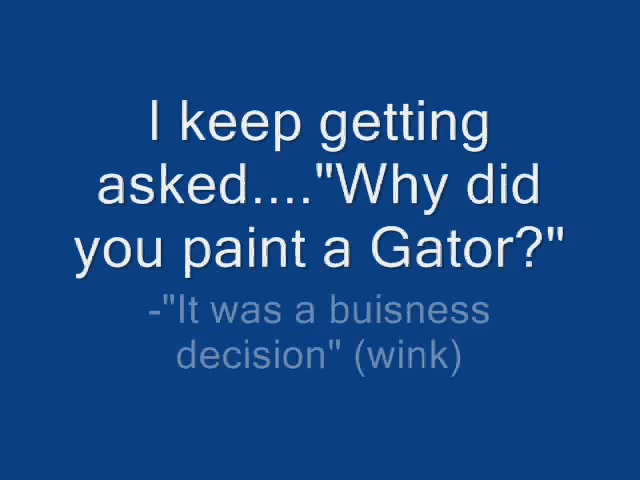 I keep getting
asked...."Why did
you paint a Gator?"
-"It was a buisness
decision" (wink)